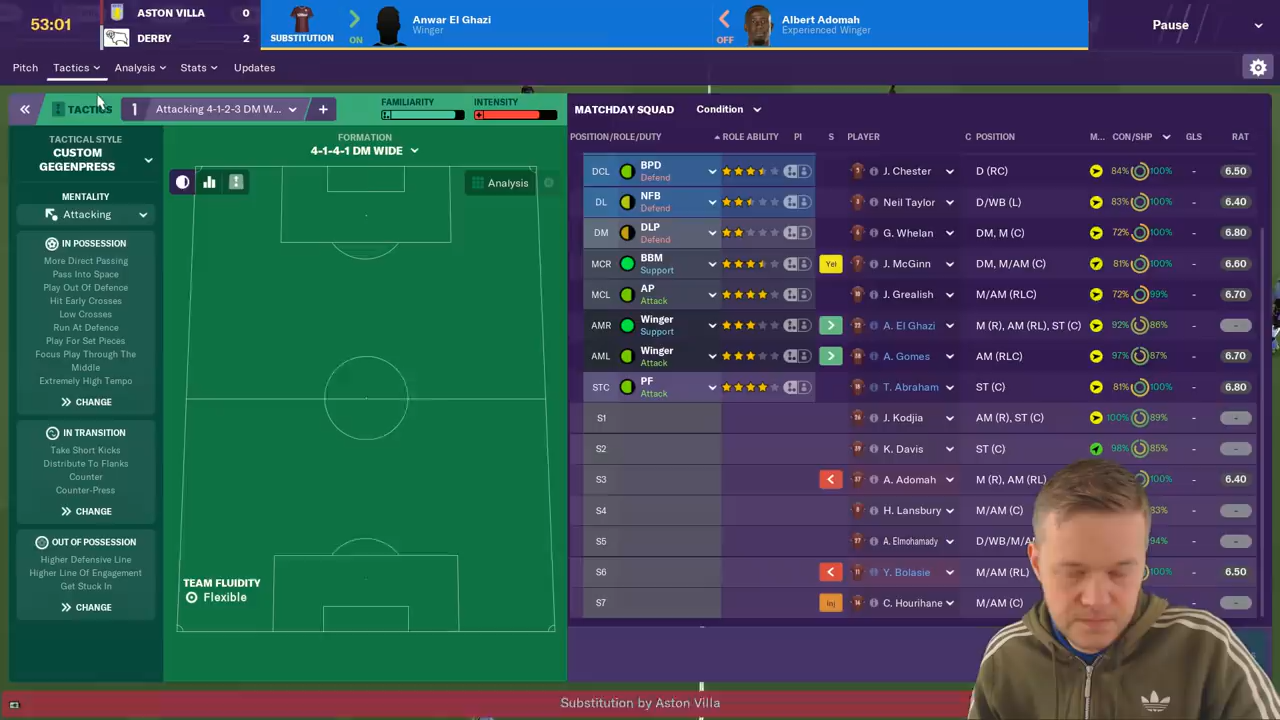 53:01
ASTON VILLA 0
DERBY 2
SUBSTITUTION
ON
Anwar El Ghazi
Winger
OFF
Albert Adomah
Experienced Winger
Pause
Pitch Tactics Analysis Stats Updates
TACTICS 1 Attacking 4-1-2-3 DM W...
FAMILIARITY INTENSITY
TACTICAL STYLE
CUSTOM
GEGENPRESS
MENTALITY
Attacking
IN POSSESSION
More Direct Passing
Pass Into Space
Play Out Of Defence
Hit Early Crosses
Low Crosses
Run At Defence
Play For Set Pieces
Focus Play Through The
Middle
Extremely High Tempo
CHANGE
IN TRANSITION
Take Short Kicks
Distribute To Flanks
Counter
Counter-Press
CHANGE
OUT OF POSSESSION
Higher Defensive Line
Higher Line Of Engagement
Get Stuck In
CHANGE
FORMATION
4-1-4-1 DM WIDE
Analysis
TEAM FLUIDITY
Flexible
MATCHDAY SQUAD Condition
POSITION/ROLE/DUTY ROLE ABILITY PI S PLAYER C POSITION M... CON/SHP GLS RAT
DCL BPD Defend J. Chester D (RC) 84% 100% - 6.50
DL NFB Defend Neil Taylor D/WB (L) 83% 100% - 6.40
DM DLP Defend G. Whelan DM, M (C) 72% 100% - 6.80
MCR BBM Support Yel J. McGinn DM, M/AM (C) 81% 100% - 6.60
MCL AP Attack J. Grealish M/AM (RLC) 72% 99% - 6.70
AMR Winger Support A. El Ghazi M (R), AM (RL), ST (C) 92% 86% - -
AML Winger Attack A. Gomes AM (RLC) 97% 87% - 6.70
STC PF Attack T. Abraham ST (C) 81% 100% - 6.80
S1 J. Kodjia AM (R), ST (C) 100% 89% - -
S2 K. Davis ST (C) 98% 85% - -
S3 A. Adomah M (R), AM (RL) 100% - 6.40
S4 H. Lansbury M/AM (C) 83% - -
S5 A. Elmohamady D/WB/M/A 94% - -
S6 Y. Bolasie M/AM (RL) 100% - 6.50
S7 Inj C. Hourihane M/AM (C) - -
Substitution by Aston Villa